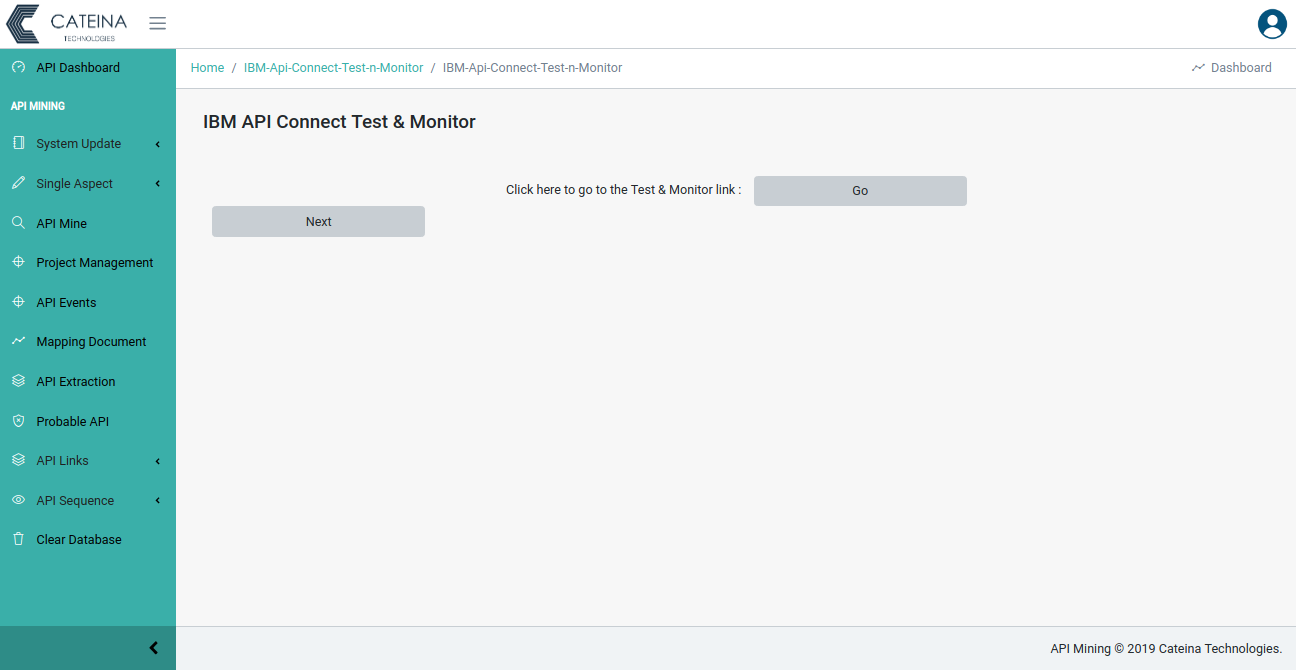 CATEINA
TECHNOLOGIES
API Dashboard
API MINING
System Update
Single Aspect
API Mine
Project Management
API Events
Mapping Document
API Extraction
Probable API
API Links
API Sequence
Clear Database
Home / IBM-Api-Connect-Test-n-Monitor / IBM-Api-Connect-Test-n-Monitor
Dashboard
IBM API Connect Test & Monitor
Click here to go to the Test & Monitor link : Go
Next
API Mining © 2019 Cateina Technologies.